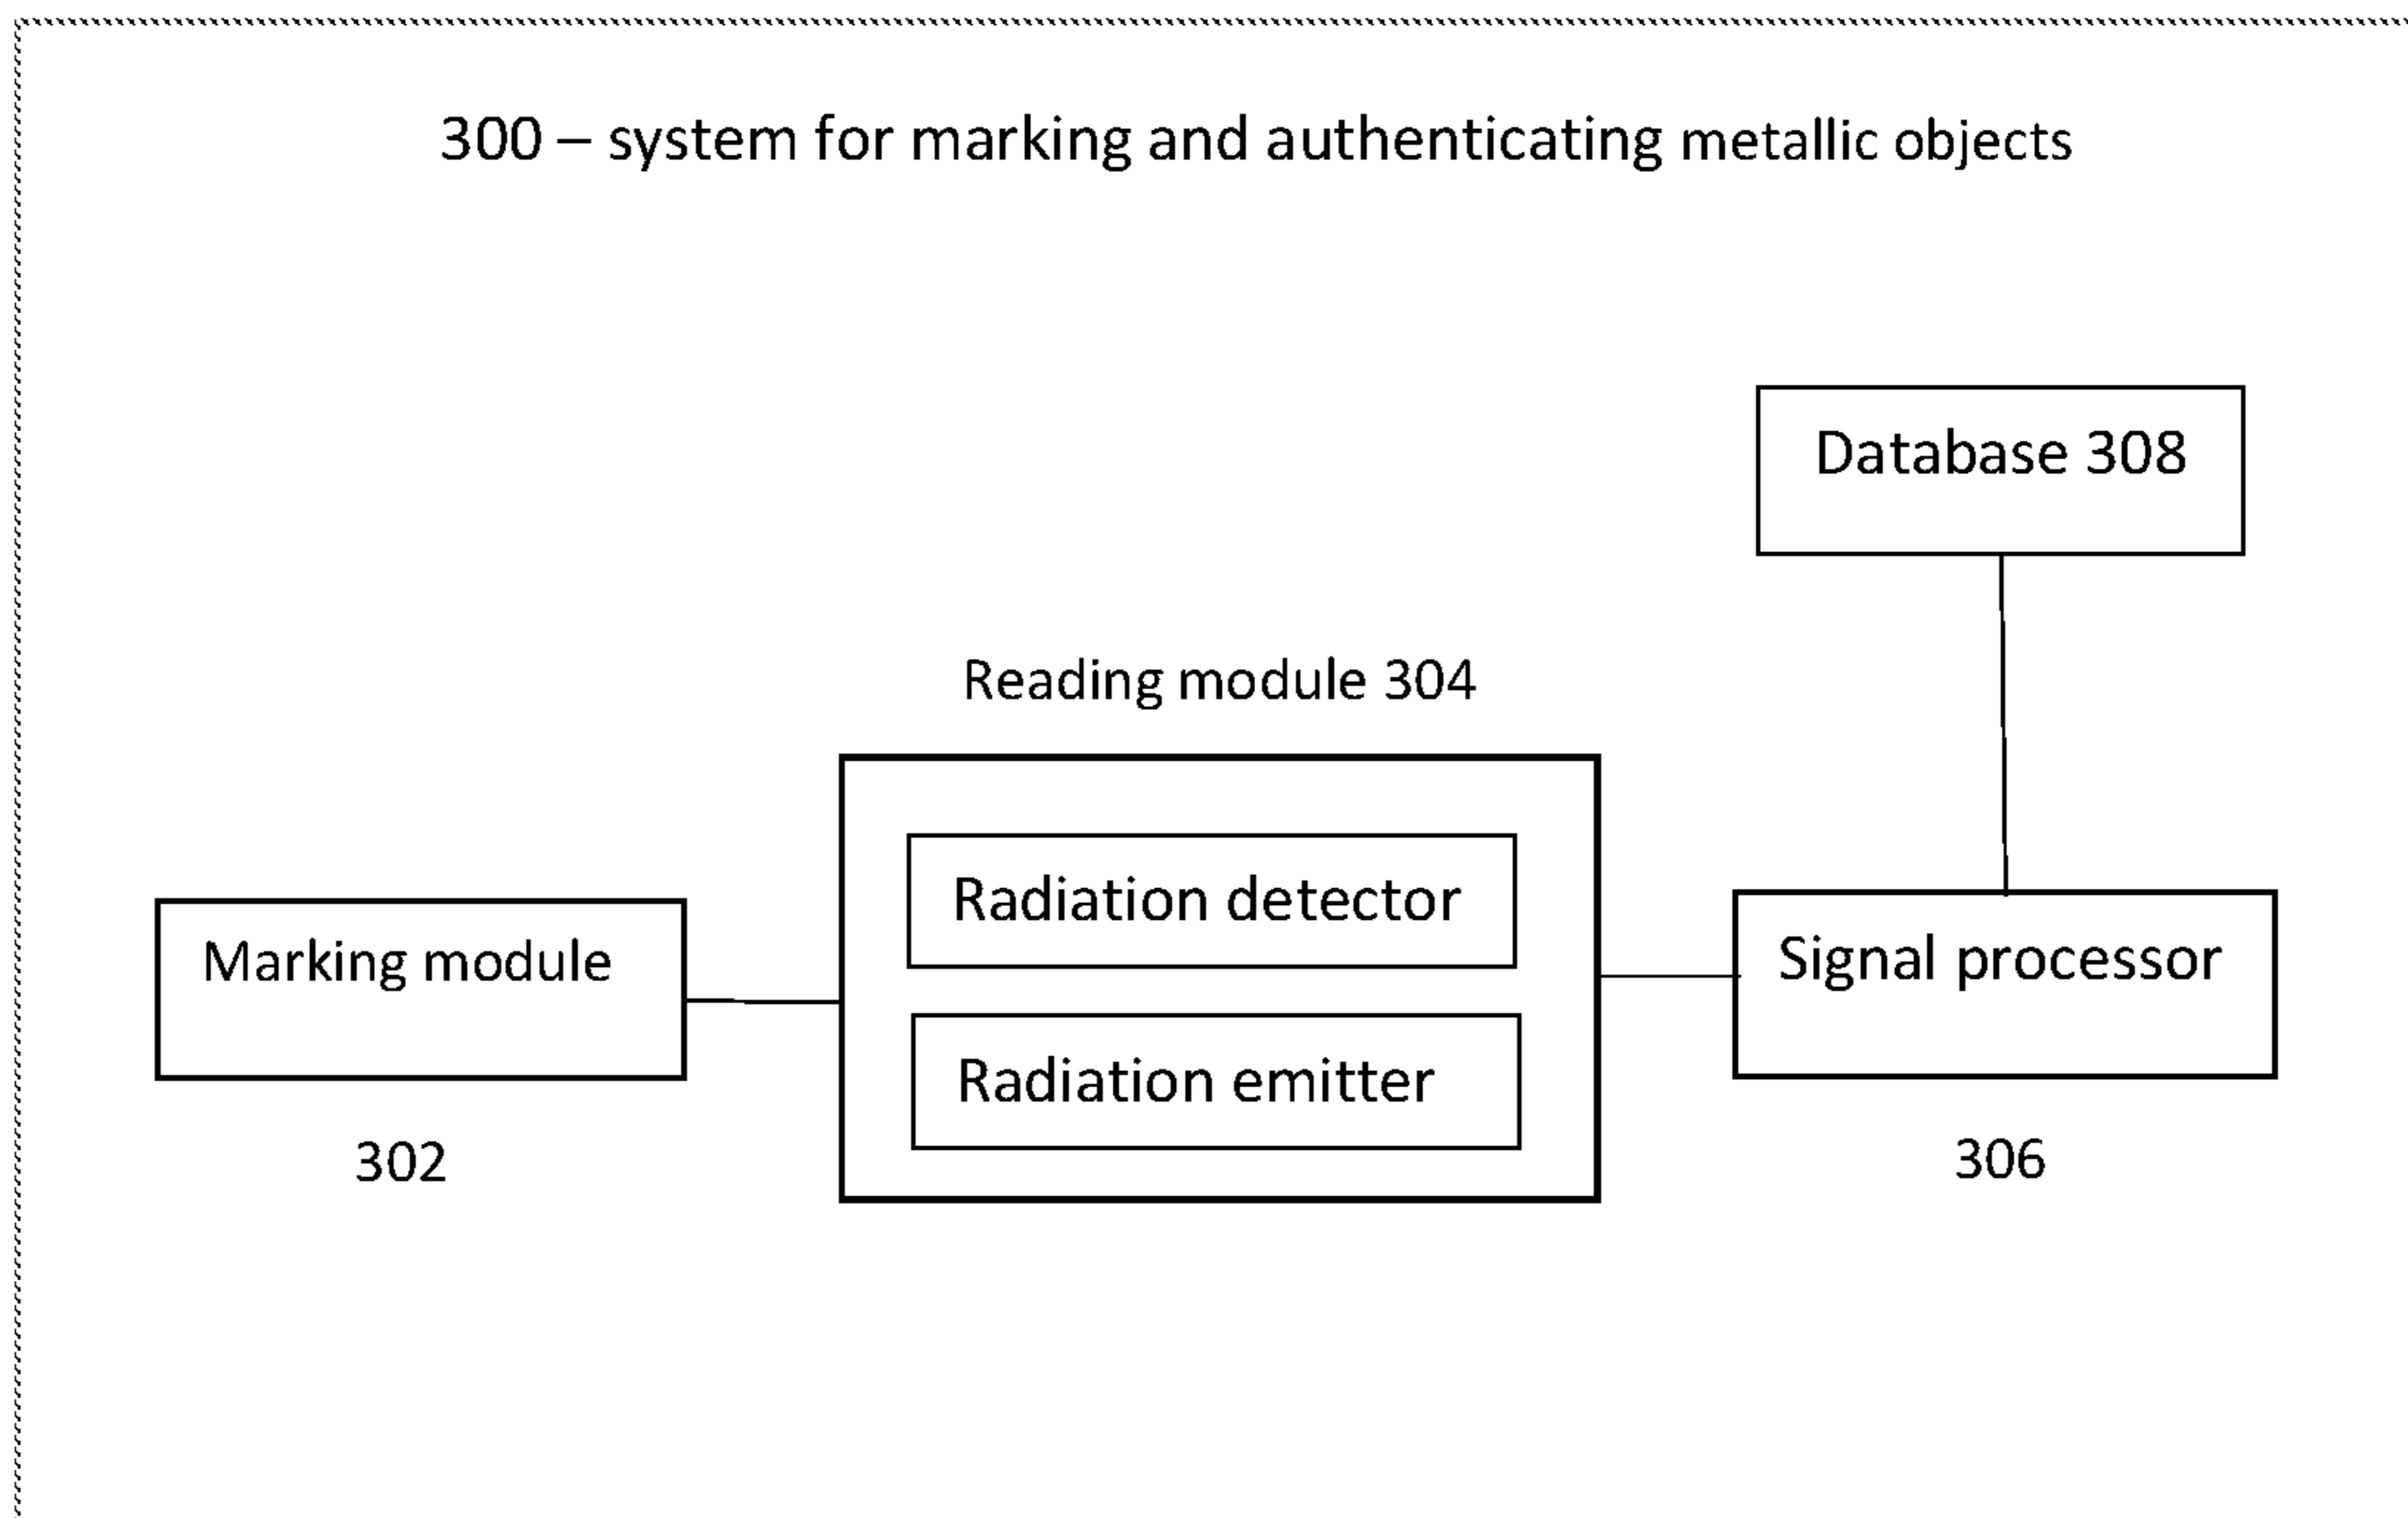 300 – system for marking and authenticating metallic objects
Database 308
Reading module 304
Radiation detector
Marking module
Signal processor
Radiation emitter
302
306